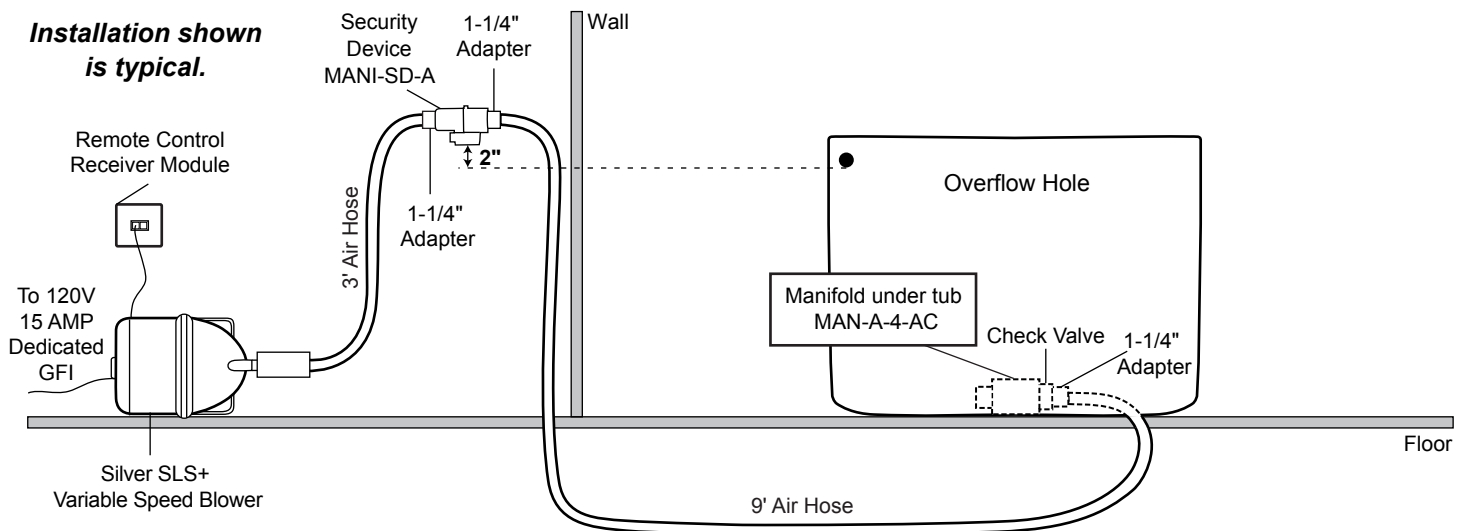 Installation shown
is typical.
Security
Device
MANI-SD-A
1-1/4"
Adapter
Wall
Remote Control
Receiver Module
2"
1-1/4"
Adapter
3' Air Hose
Overflow Hole
To 120V
15 AMP
Dedicated
GFI
Manifold under tub
MAN-A-4-AC
Check Valve
1-1/4"
Adapter
Floor
Silver SLS+
Variable Speed Blower
9' Air Hose